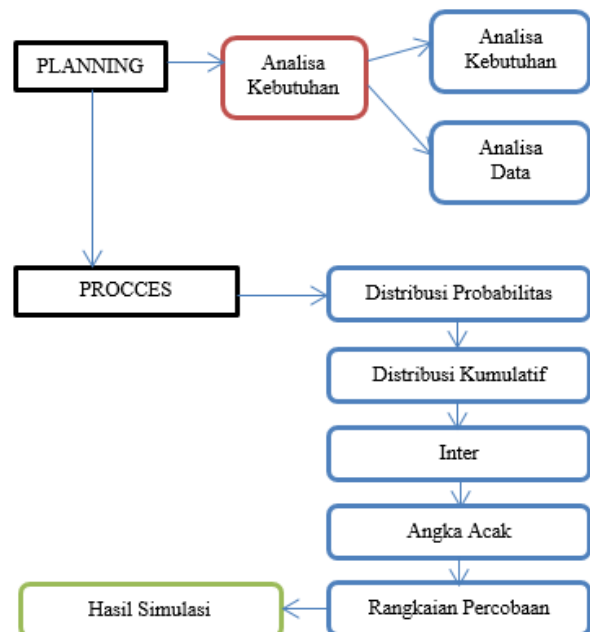 PLANNING
Analisa
Kebutuhan
Analisa
Kebutuhan
Analisa
Data
PROCCES
Distribusi Probabilitas
Distribusi Kumulatif
Inter
Angka Acak
Rangkaian Percobaan
Hasil Simulasi